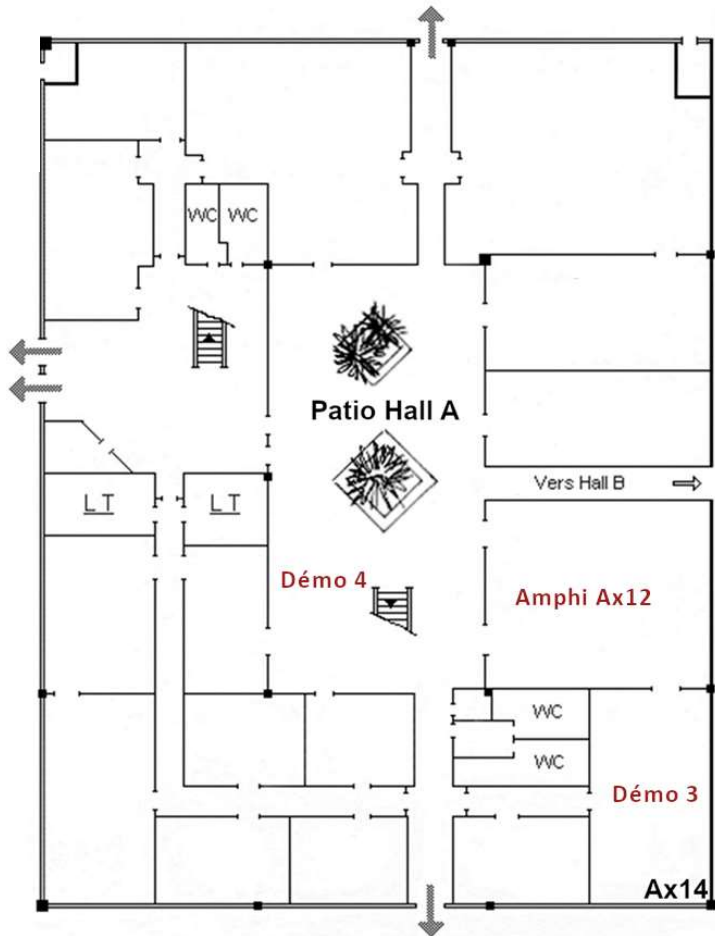 WC WC
Patio Hall A
Vers Hall B
LT LT
Démo 4
Amphi Ax12
WC
WC
Démo 3
Ax14